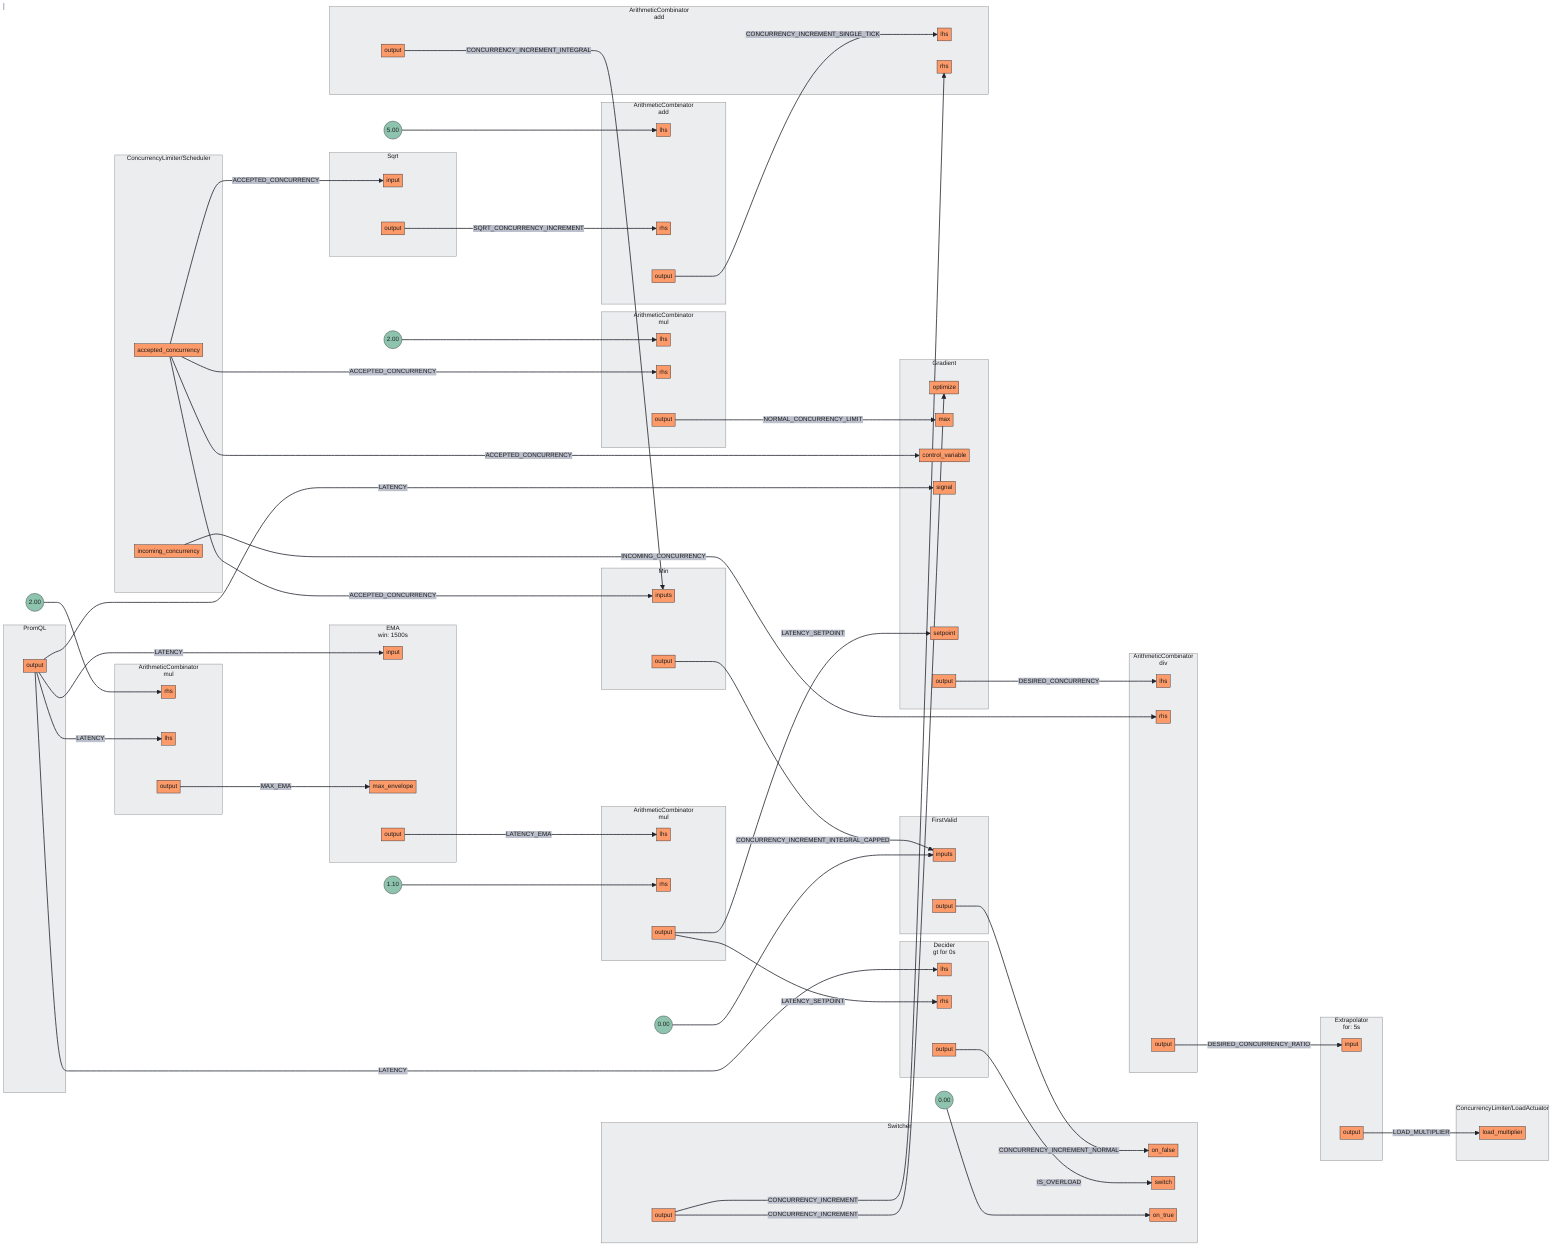 |
ArithmeticCombinator
add
output
CONCURRENCY_INCREMENT_INTEGRAL
CONCURRENCY_INCREMENT_SINGLE_TICK
lhs
rhs
ArithmeticCombinator
add
5.00
lhs
rhs
output
ConcurrencyLimiter/Scheduler
accepted_concurrency
incoming_concurrency
ACCEPTED_CONCURRENCY
Sqrt
input
output
SQRT_CONCURRENCY_INCREMENT
ArithmeticCombinator
mul
2.00
lhs
ACCEPTED_CONCURRENCY
rhs
output
NORMAL_CONCURRENCY_LIMIT
Gradient
optimize
max
control_variable
signal
setpoint
output
ACCEPTED_CONCURRENCY
LATENCY
INCOMING_CONCURRENCY
Min
ACCEPTED_CONCURRENCY
inputs
output
LATENCY_SETPOINT
DESIRED_CONCURRENCY
ArithmeticCombinator
div
lhs
rhs
output
2.00
PromQL
output
LATENCY
ArithmeticCombinator
mul
rhs
LATENCY
lhs
output
MAX_EMA
EMA
win: 1500s
input
max_envelope
output
LATENCY_EMA
ArithmeticCombinator
mul
lhs
1.10
rhs
output
CONCURRENCY_INCREMENT_INTEGRAL_CAPPED
FirstValid
inputs
output
Decider
gt for 0s
lhs
LATENCY_SETPOINT
rhs
output
0.00
LATENCY
DESIRED_CONCURRENCY_RATIO
Extrapolator
for: 5s
input
output
LOAD_MULTIPLIER
ConcurrencyLimiter/LoadActuator
load_multiplier
0.00
Switcher
CONCURRENCY_INCREMENT_NORMAL
on_false
IS_OVERLOAD
switch
on_true
CONCURRENCY_INCREMENT
output
CONCURRENCY_INCREMENT